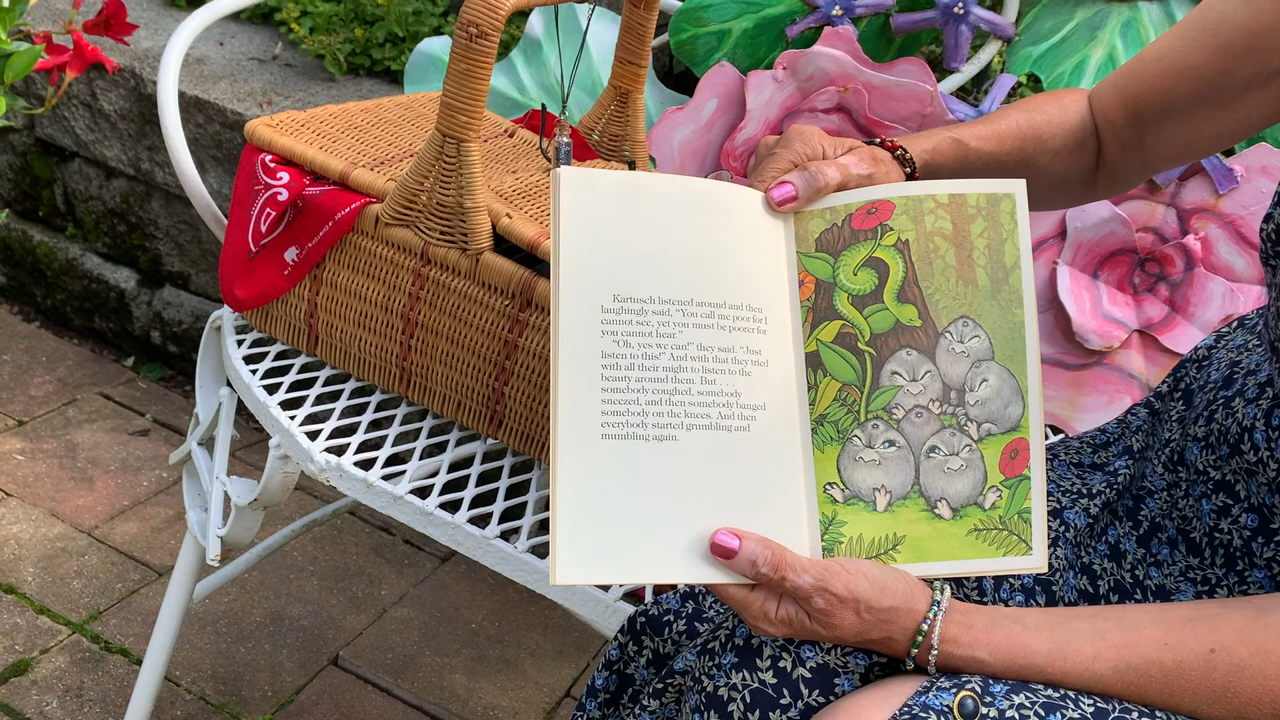 Kartusch listened around and then
laughingly said, “You call me poor for I
cannot see, yet you must be poorer for
you cannot hear.”
“Oh, yes we can!” they said. “Just
listen to this!” And with that they tried
with all their might to listen to the
beauty around them. But . . .
somebody coughed, somebody
sneezed, and then somebody banged
somebody on the knees. And then
everybody started grumbling and
mumbling again.